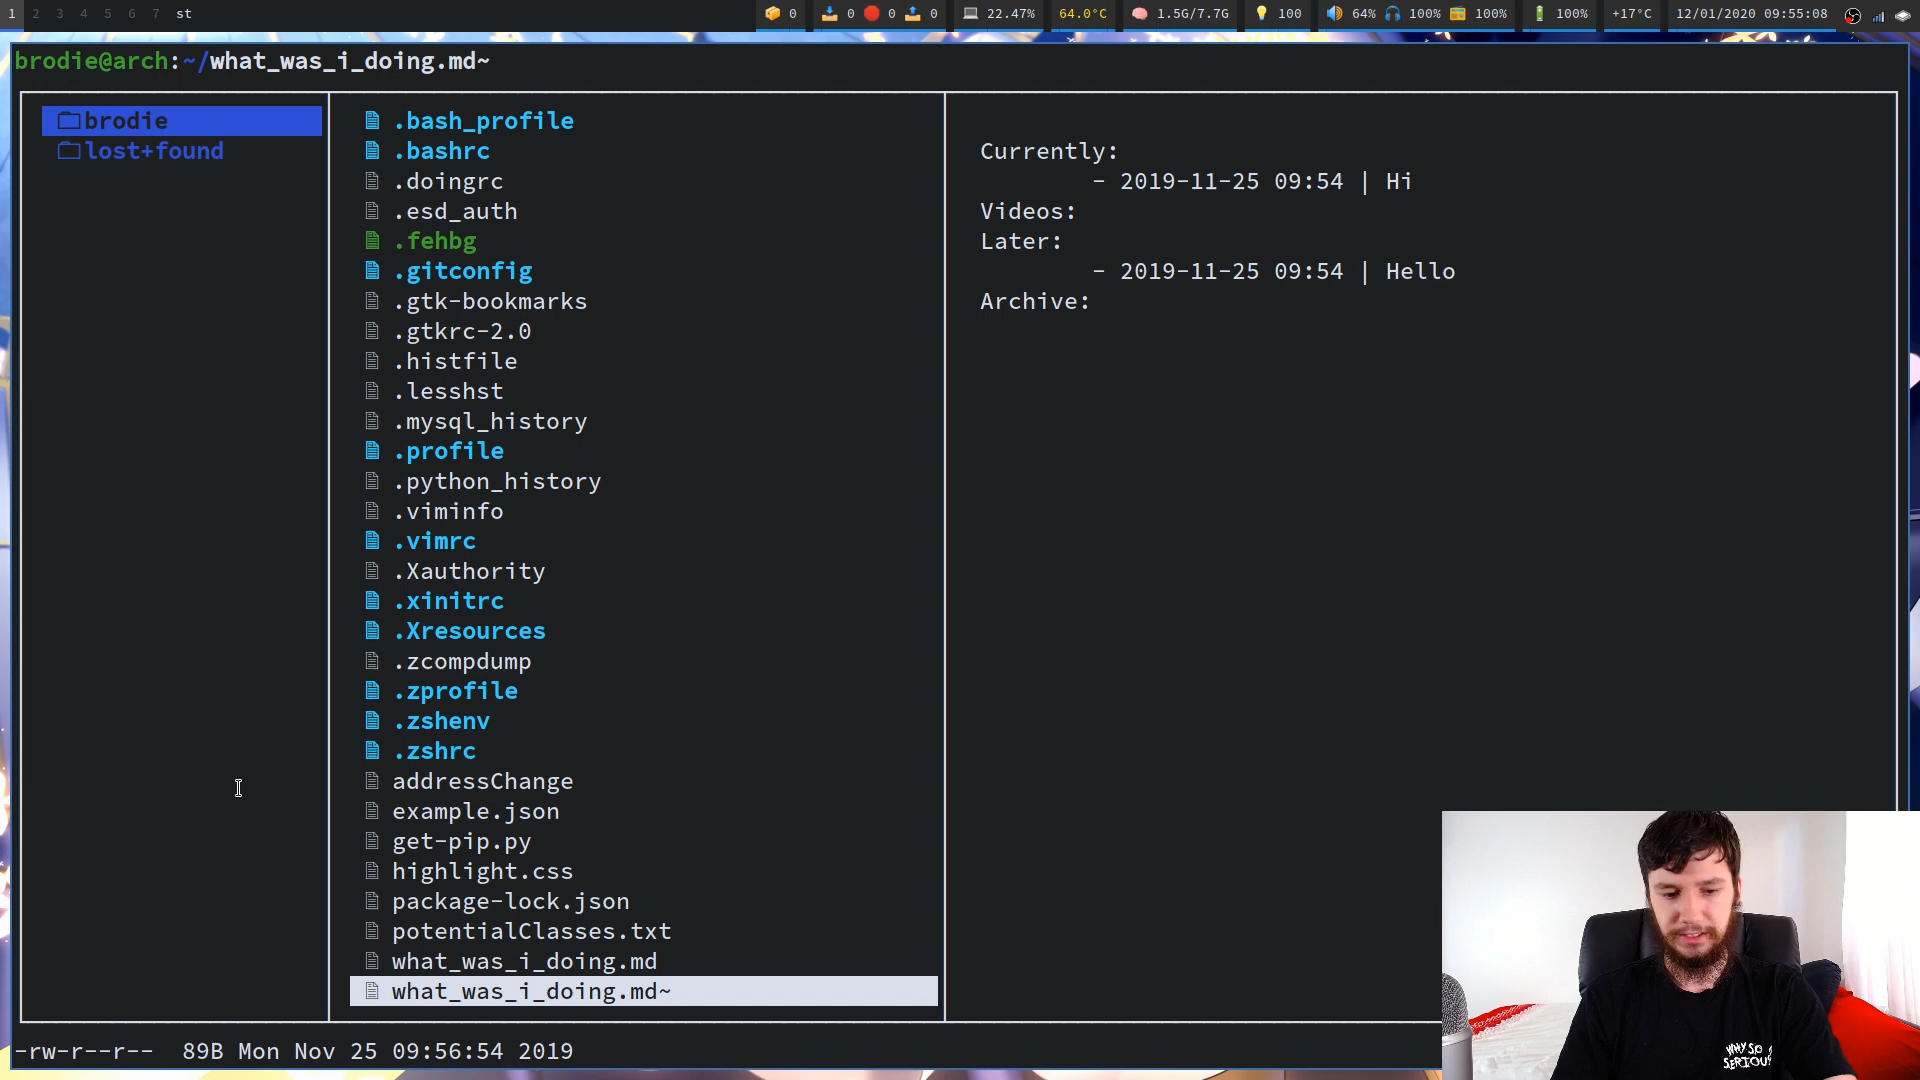 1 2 3 4 5 6 7 st 0 0 0 0 22.47% 64.0°C 1.5G/7.7G 100 64% 100% 100% 100% +17°C 12/01/2020 09:55:08
brodie@arch:~/what_was_i_doing.md~
brodie
lost+found
.bash_profile
.bashrc
.doingrc
.esd_auth
.fehbg
.gitconfig
.gtk-bookmarks
.gtkrc-2.0
.histfile
.lesshst
.mysql_history
.profile
.python_history
.viminfo
.vimrc
.Xauthority
.xinitrc
.Xresources
.zcompdump
.zprofile
.zshenv
.zshrc
addressChange
example.json
get-pip.py
highlight.css
package-lock.json
potentialClasses.txt
what_was_i_doing.md
what_was_i_doing.md~
Currently:
- 2019-11-25 09:54 | Hi
Videos:
Later:
- 2019-11-25 09:54 | Hello
Archive:
-rw-r--r-- 89B Mon Nov 25 09:56:54 2019
WHY SO
SERIOUS?